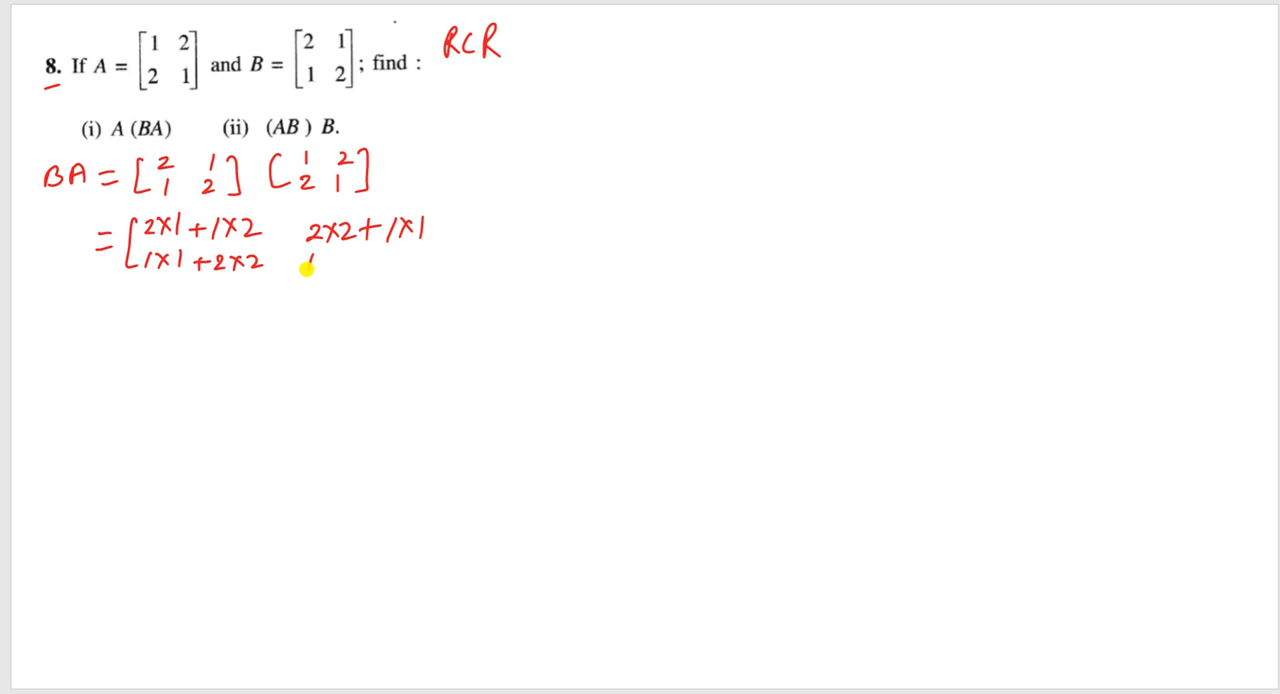 8. If A = [1 2; 2 1] and B = [2 1; 1 2]; find : RCR
(i) A (BA) (ii) (AB) B.
BA = [2 1; 1 2] [1 2; 2 1]
= [2×1+1×2 2×2+1×1
1×1+2×2 1